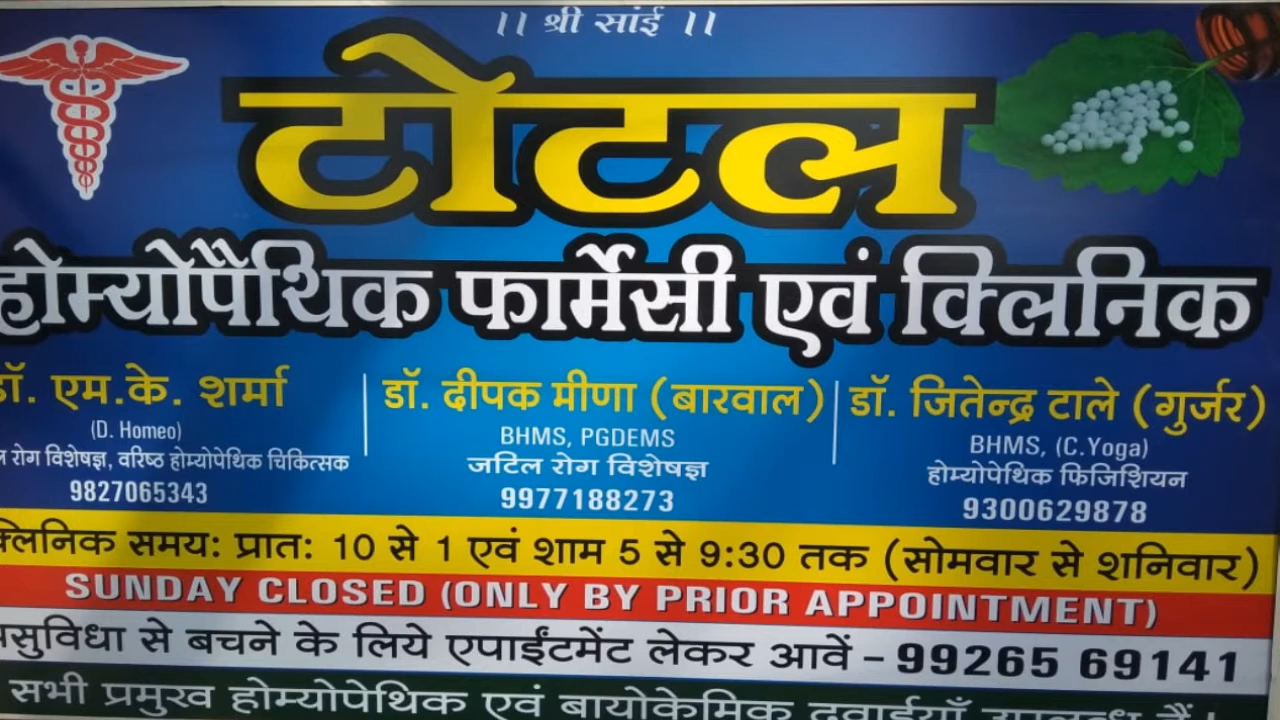 ।। श्री सांई ।।
टोटल
होम्योपैथिक फार्मेसी एवं क्लिनिक
डॉ. एम.के. शर्मा
(D. Homeo)
रोग विशेषज्ञ, वरिष्ठ होम्योपेथिक चिकित्सक
9827065343
डॉ. दीपक मीणा (बारवाल)
BHMS, PGDEMS
जटिल रोग विशेषज्ञ
9977188273
डॉ. जितेन्द्र टाले (गुर्जर)
BHMS, (C.Yoga)
होम्योपेथिक फिजिशियन
9300629878
क्लिनिक समय: प्रात: 10 से 1 एवं शाम 5 से 9:30 तक (सोमवार से शनिवार)
SUNDAY CLOSED (ONLY BY PRIOR APPOINTMENT)
से बचने के लिये एपाईंटमेंट लेकर आवें - 99265 69141
सभी प्रमुख होम्योपेथिक एवं बायोकेमिक दवाईयाँ